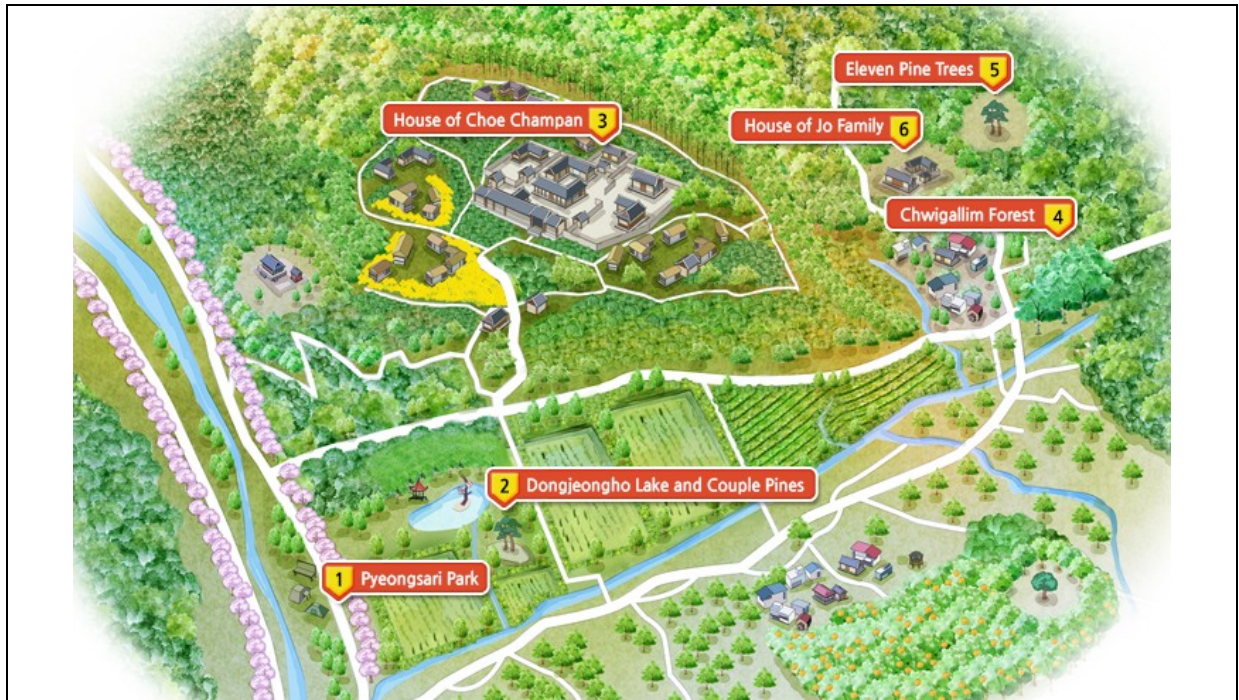 Eleven Pine Trees 5
House of Choe Champan 3
House of Jo Family 6
Chwigallim Forest 4
2 Dongjeongho Lake and Couple Pines
1 Pyeongsari Park